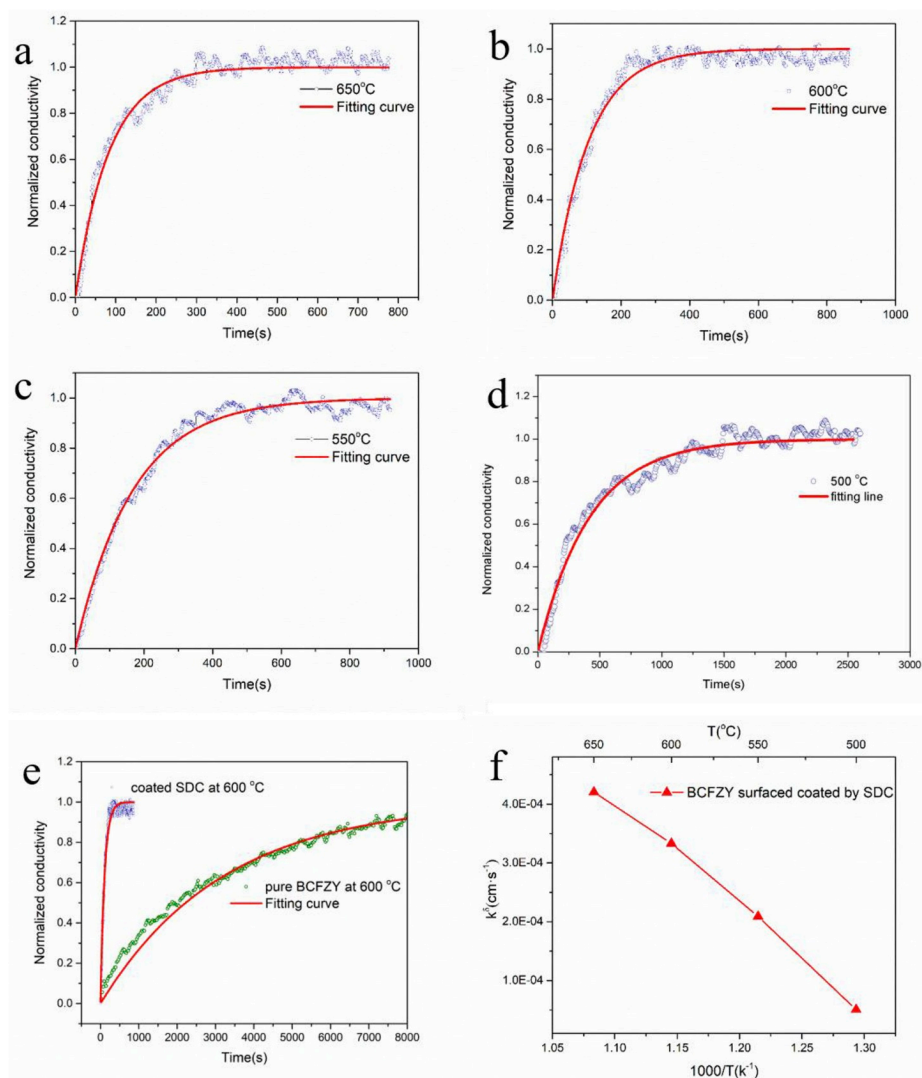 a
1.2
1.0
0.8
0.6
0.4
0.2
0.0
Normalized conductivity
650°C
Fitting curve
0 100 200 300 400 500 600 700 800
Time(s)
b
1.0
0.8
0.6
0.4
0.2
0.0
Normalized conductivity
600°C
Fitting curve
0 200 400 600 800 1000
Time(s)
c
1.0
0.8
0.6
0.4
0.2
0.0
Normalized conductivity
550°C
Fitting curve
0 200 400 600 800 1000
Time(s)
d
1.2
1.0
0.8
0.6
0.4
0.2
0.0
Normalized conductivity
500 °C
fitting line
0 500 1000 1500 2000 2500 3000
Time(s)
e
1.2
1.0
0.8
0.6
0.4
0.2
0.0
Normalized conductivity
coated SDC at 600 °C
pure BCFZY at 600 °C
Fitting curve
0 1000 2000 3000 4000 5000 6000 7000 8000
Time(s)
f
T(°C)
650 600 550 500
BCFZY surfaced coated by SDC
4.0E-04
3.0E-04
2.0E-04
1.0E-04
k^δ(cm·s⁻¹)
1.05 1.10 1.15 1.20 1.25 1.30
1000/T(k⁻¹)